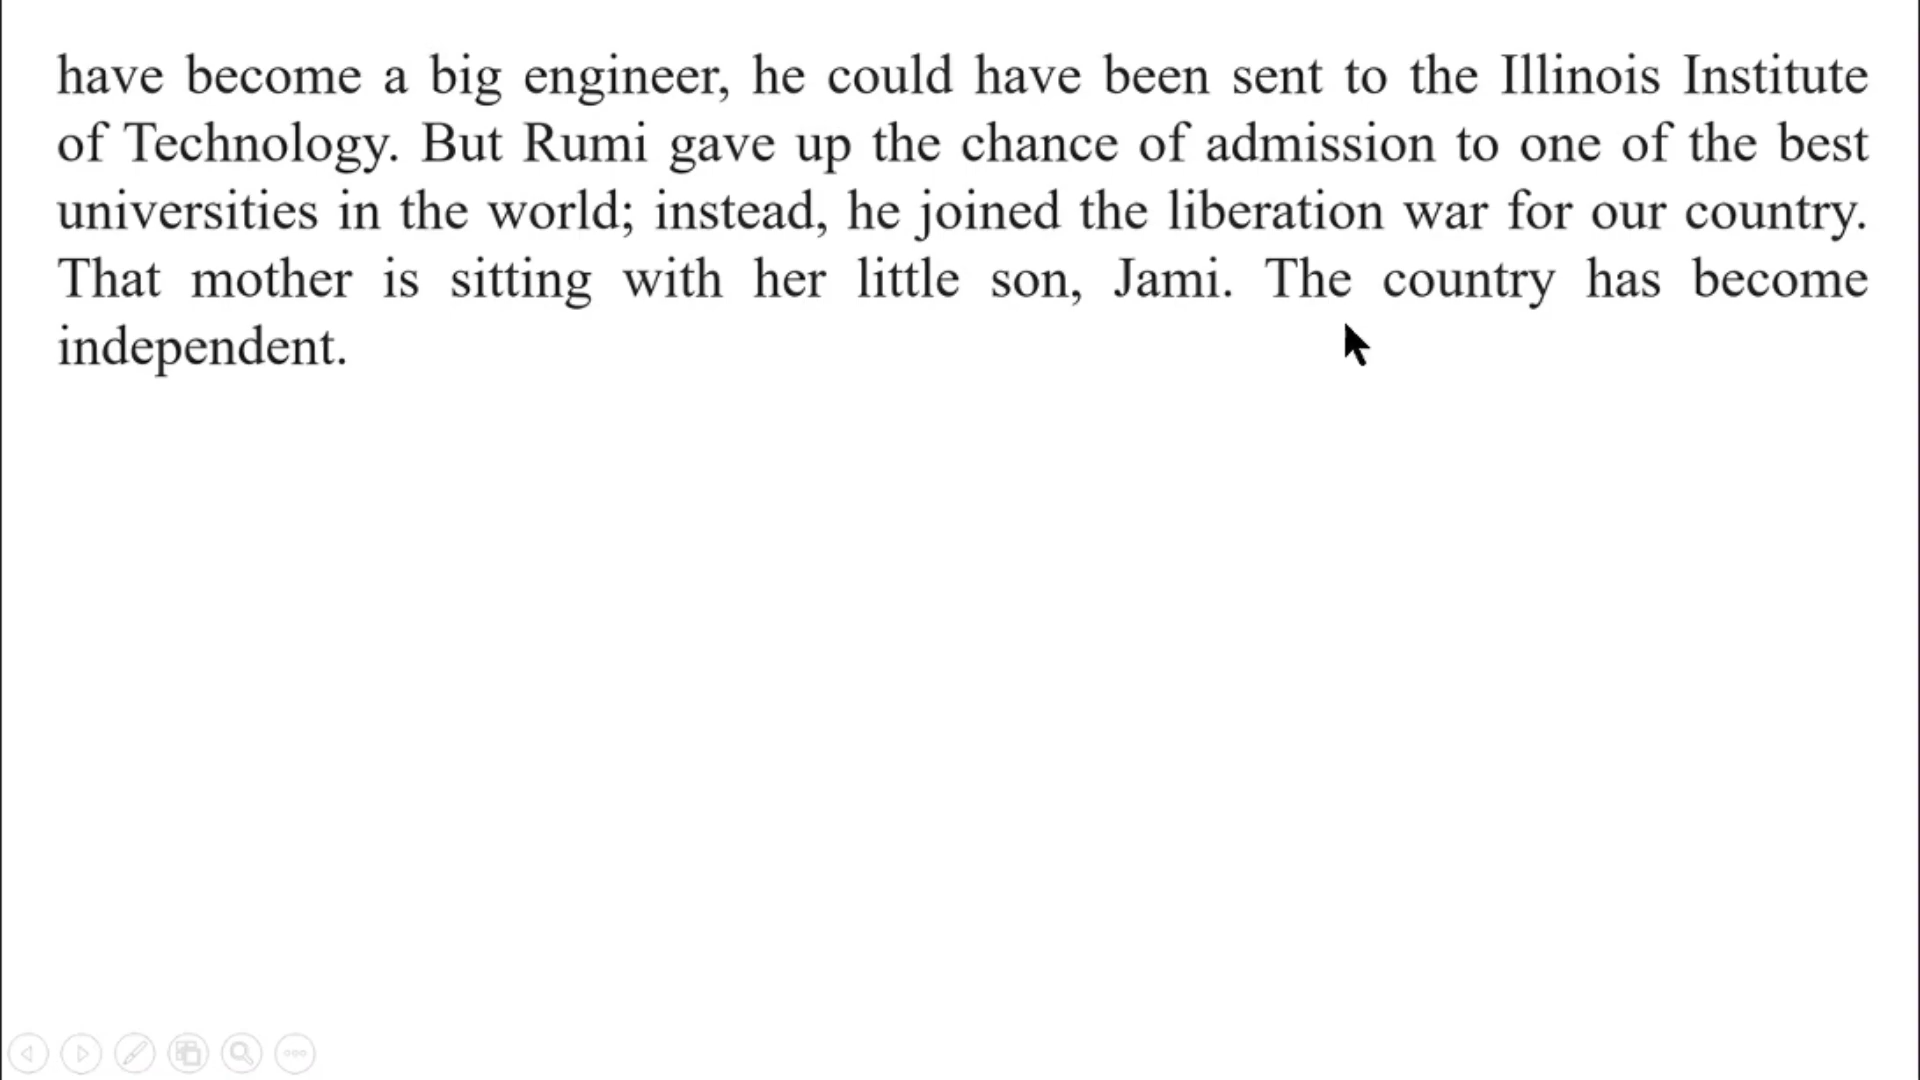 have become a big engineer, he could have been sent to the Illinois Institute
of Technology. But Rumi gave up the chance of admission to one of the best
universities in the world; instead, he joined the liberation war for our country.
That mother is sitting with her little son, Jami. The country has become
independent.